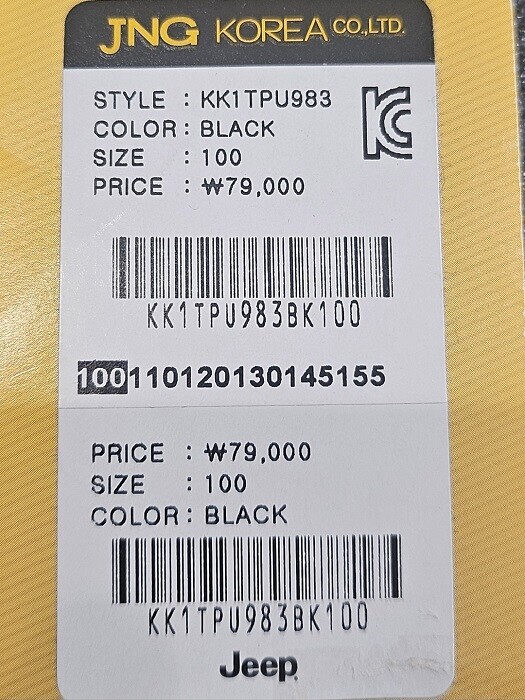 JNG KOREA CO.,LTD.
STYLE : KK1TPU983
COLOR : BLACK
SIZE : 100
PRICE : ₩79,000
KK1TPU983BK100
100110120130145155
PRICE : ₩79,000
SIZE : 100
COLOR : BLACK
KK1TPU983BK100
Jeep